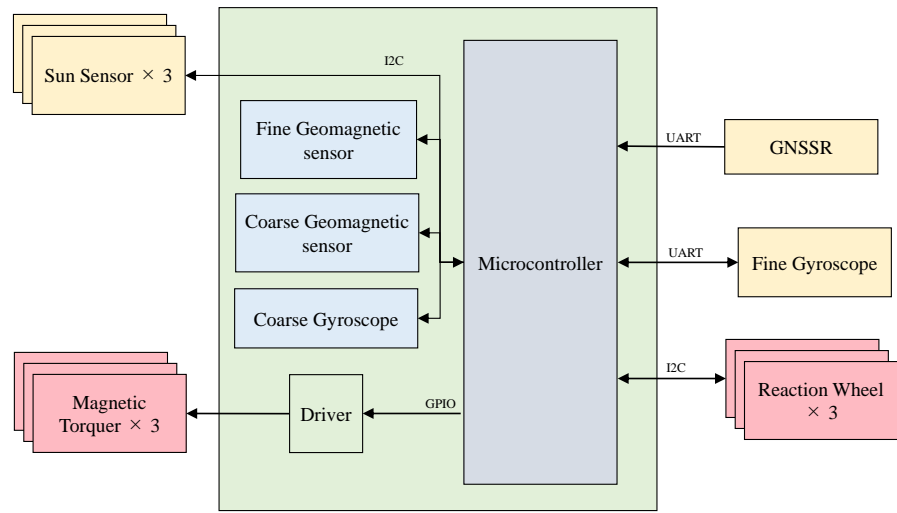 Sun Sensor × 3
I2C
Fine Geomagnetic
sensor
Coarse Geomagnetic
sensor
Coarse Gyroscope
Magnetic
Torquer × 3
Driver
GPIO
Microcontroller
UART
GNSSR
UART
Fine Gyroscope
I2C
Reaction Wheel
× 3